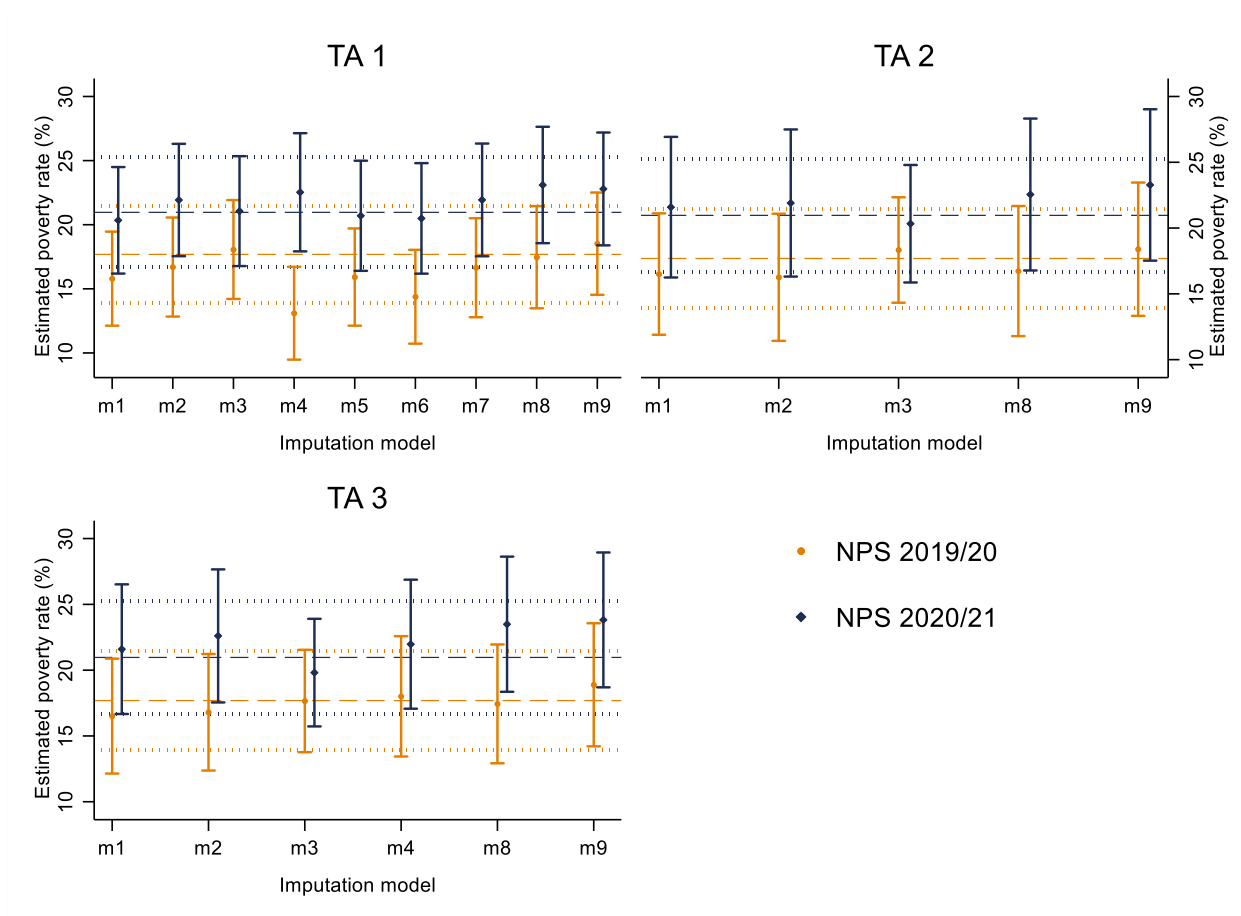 TA 1
Estimated poverty rate (%)
30
25
20
15
10
m1 m2 m3 m4 m5 m6 m7 m8 m9
Imputation model
TA 2
30
25
20
15
10
Estimated poverty rate (%)
m1 m2 m3 m8 m9
Imputation model
TA 3
Estimated poverty rate (%)
30
25
20
15
10
m1 m2 m3 m4 m8 m9
Imputation model
NPS 2019/20
NPS 2020/21